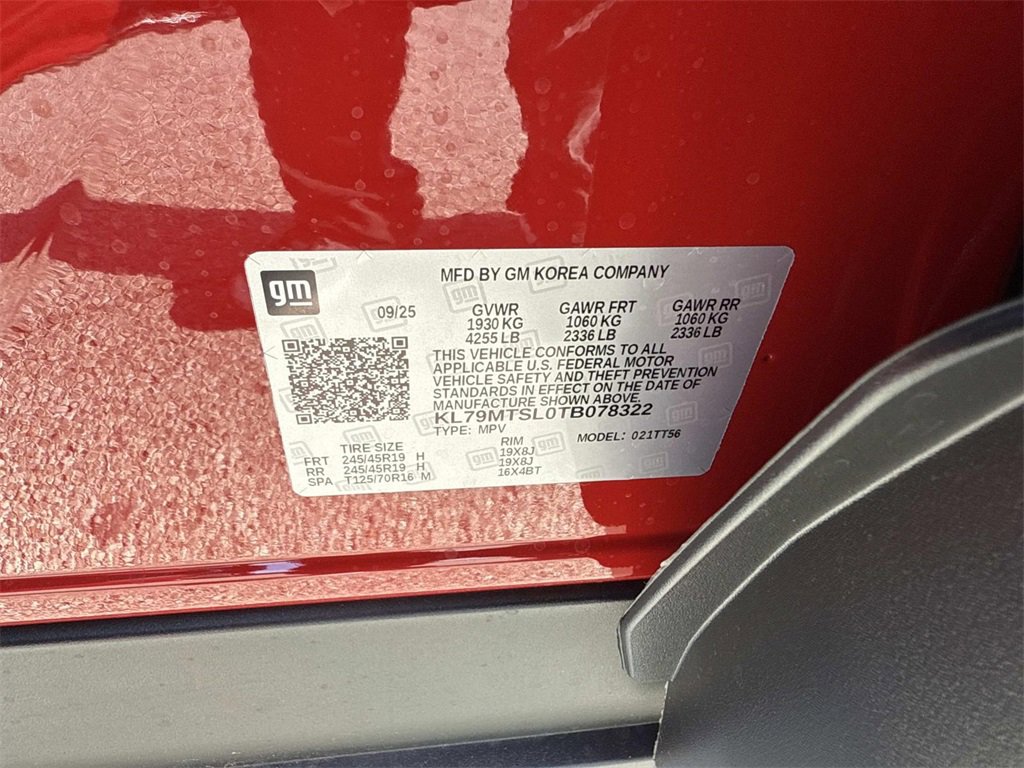 gm
MFD BY GM KOREA COMPANY
09/25
GVWR GAWR FRT GAWR RR
1930 KG 1060 KG 1060 KG
4255 LB 2336 LB 2336 LB
THIS VEHICLE CONFORMS TO ALL
APPLICABLE U.S. FEDERAL MOTOR
VEHICLE SAFETY AND THEFT PREVENTION
STANDARDS IN EFFECT ON THE DATE OF
MANUFACTURE SHOWN ABOVE.
KL79MTSL0TB078322
TYPE: MPV MODEL: 021TT56
TIRE SIZE RIM
FRT 245/45R19 H 19X8J
RR 245/45R19 H 19X8J
SPA T125/70R16 M 16X4BT